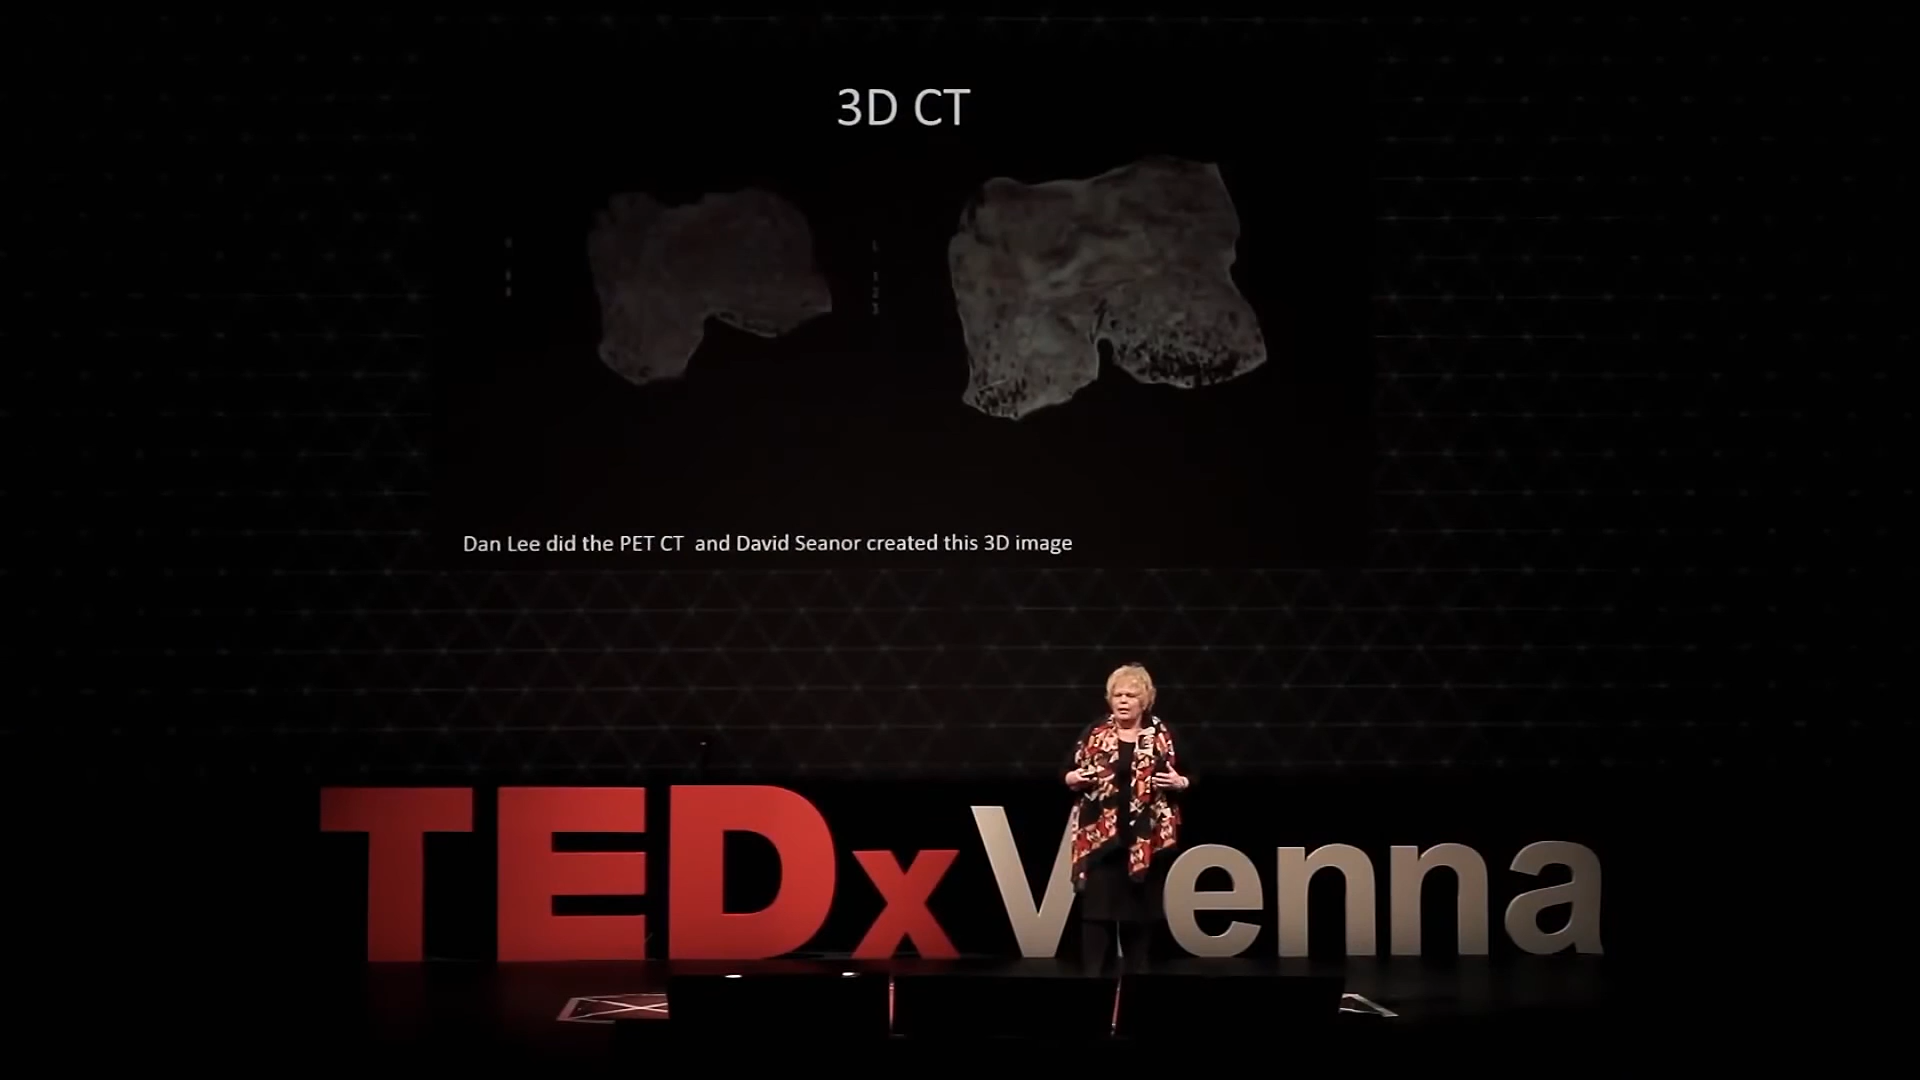 3D CT
Dan Lee did the PET CT and David Seanor created this 3D image
TEDxVienna